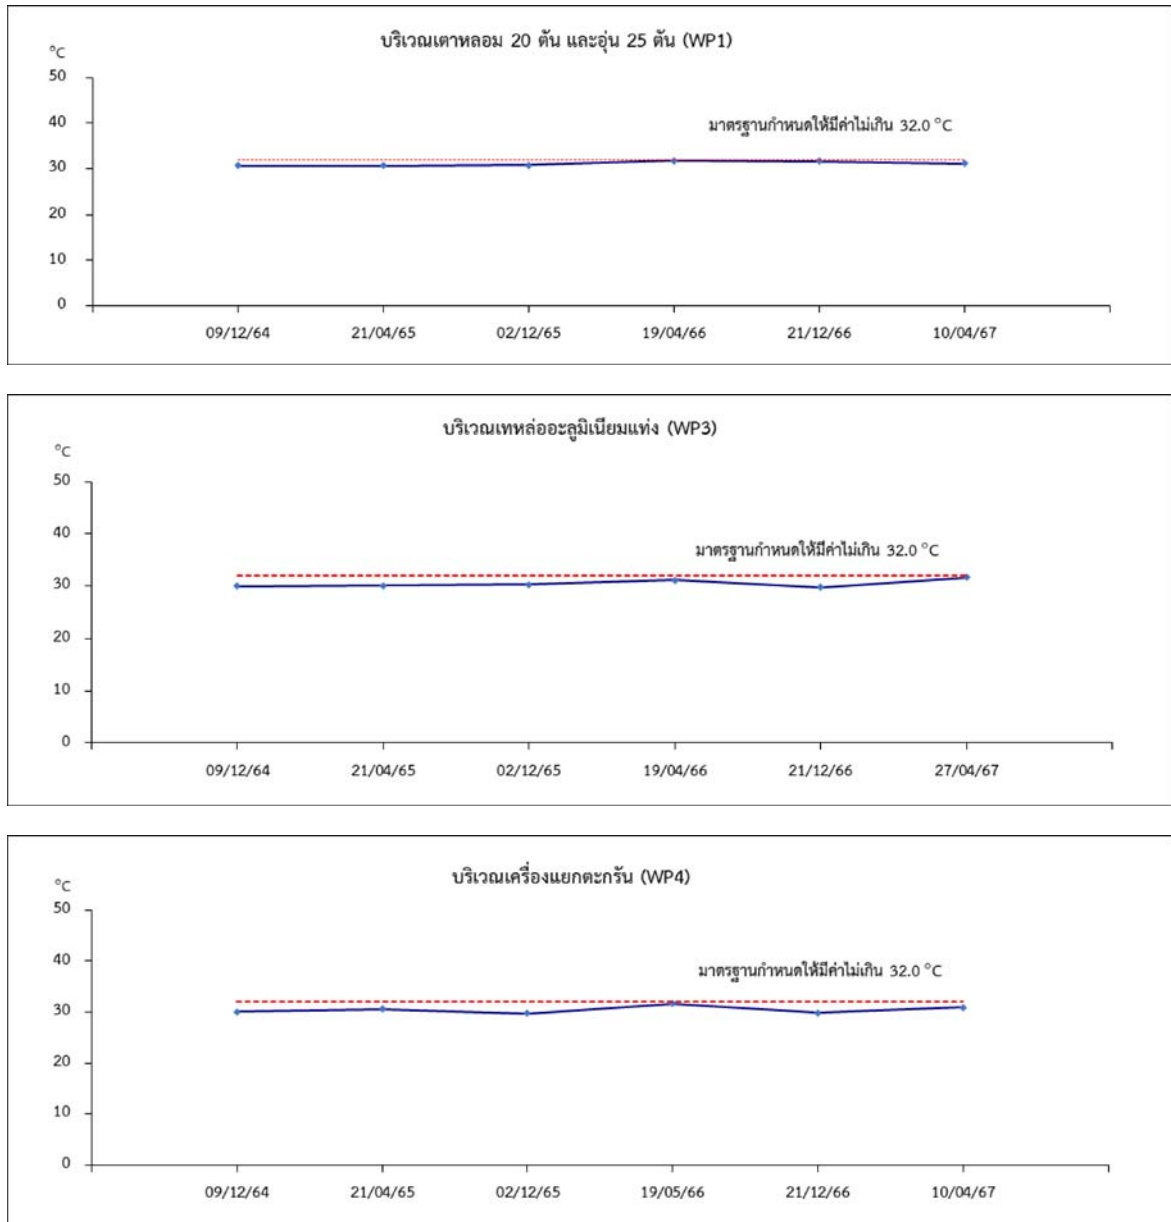 บริเวณเตาหลอม 20 ตัน และอุ่น 25 ตัน (WP1)
°C
50
มาตรฐานกำหนดให้มีค่าไม่เกิน 32.0 °C
40
30
20
10
0
09/12/64 21/04/65 02/12/65 19/04/66 21/12/66 10/04/67
บริเวณเทหล่ออะลูมิเนียมแท่ง (WP3)
°C
50
มาตรฐานกำหนดให้มีค่าไม่เกิน 32.0 °C
40
30
20
10
0
09/12/64 21/04/65 02/12/65 19/04/66 21/12/66 27/04/67
บริเวณเครื่องแยกตะกรัน (WP4)
°C
50
มาตรฐานกำหนดให้มีค่าไม่เกิน 32.0 °C
40
30
20
10
0
09/12/64 21/04/65 02/12/65 19/05/66 21/12/66 10/04/67